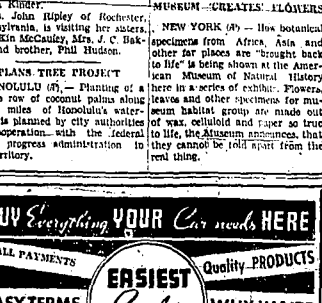 Kinder.
John Ripley of Rochester,
sylvania, is visiting her sisters,
Kin McCauley, Mrs. J. C. Bak-
nd brother, Phil Hudson.
PLANS TREE PROJECT
NOLULU (AP) — Planting of a
e row of coconut palms along
miles of Honolulu's water-
is planned by city authorities
operation with the federal
progress administration in
rritory.
MUSEUM CREATES FLOWERS
NEW YORK (AP) — How botanical
specimens from Africa, Asia and
other far places are "brought back
to life" is being shown at the Amer-
ican Museum of Natural History
here in a series of exhibits. Flowers,
leaves and other specimens for mu-
seum habitat group are made out
of wax, celluloid and paper so true
to life, the Museum announces, that
they cannot be told apart from the
real thing.
UY Everything YOUR Car needs HERE
ALL PAYMENTS
EASIEST
Quality PRODUCTS
ASY TERMS